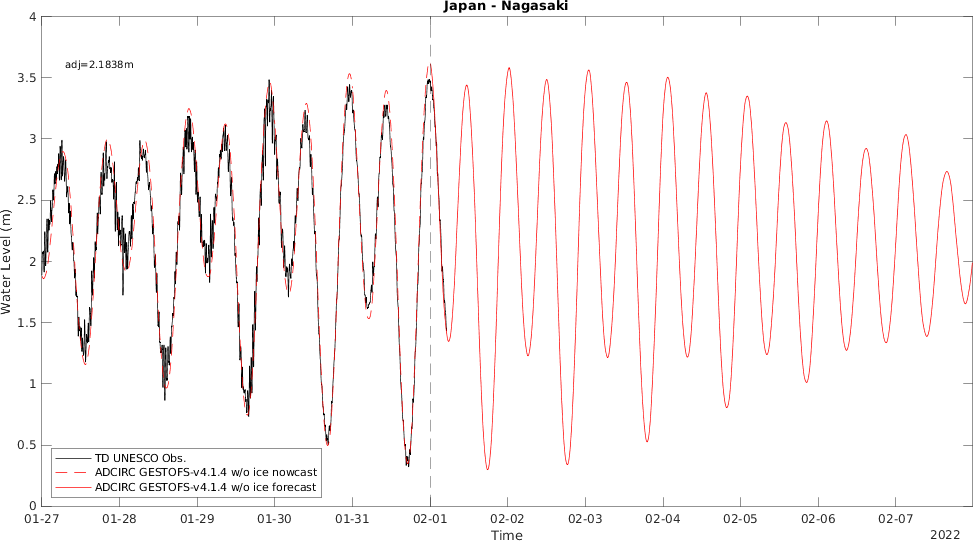 Japan - Nagasaki
adj=2.1838m
Water Level (m)
4
3.5
3
2.5
2
1.5
1
0.5
0
TD UNESCO Obs.
ADCIRC GESTOFS-v4.1.4 w/o ice nowcast
ADCIRC GESTOFS-v4.1.4 w/o ice forecast
01-27 01-28 01-29 01-30 01-31 02-01 02-02 02-03 02-04 02-05 02-06 02-07
Time
2022